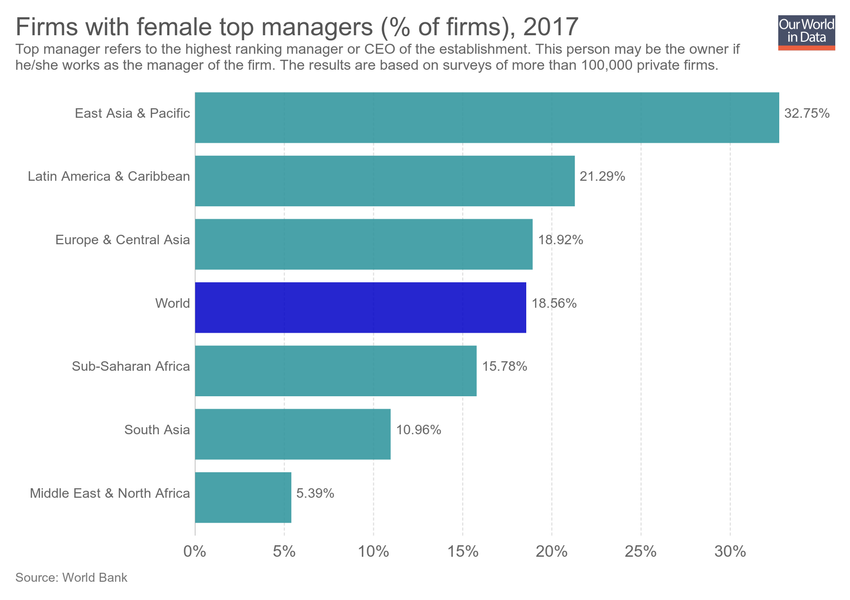 Firms with female top managers (% of firms), 2017
Our World
in Data
Top manager refers to the highest ranking manager or CEO of the establishment. This person may be the owner if
he/she works as the manager of the firm. The results are based on surveys of more than 100,000 private firms.
East Asia & Pacific 32.75%
Latin America & Caribbean 21.29%
Europe & Central Asia 18.92%
World 18.56%
Sub-Saharan Africa 15.78%
South Asia 10.96%
Middle East & North Africa 5.39%
0% 5% 10% 15% 20% 25% 30%
Source: World Bank